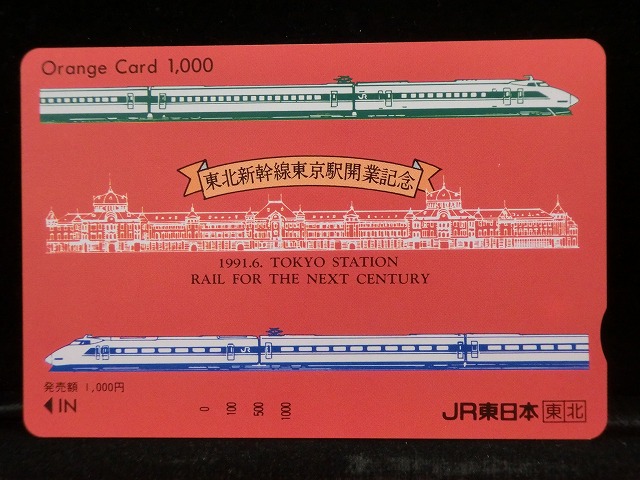 Orange Card 1,000
JR
東北新幹線東京駅開業記念
1991.6. TOKYO STATION
RAIL FOR THE NEXT CENTURY
JR
発売額 1,000円
◀IN
0 100 500 1000
JR東日本 東北